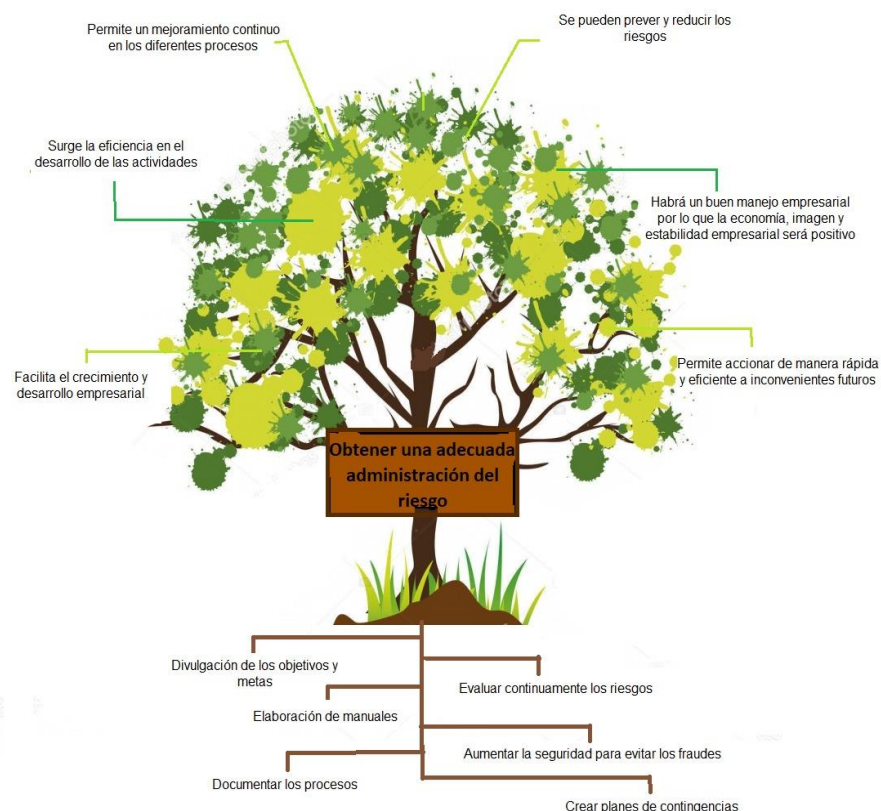 Permite un mejoramiento continuo
en los diferentes procesos
Se pueden prever y reducir los
riesgos
Surge la eficiencia en el
desarrollo de las actividades
Habrá un buen manejo empresarial
por lo que la economía, imagen y
estabilidad empresarial será positivo
Facilita el crecimiento y
desarrollo empresarial
Permite accionar de manera rápida
y eficiente a inconvenientes futuros
Obtener una adecuada
administración del
riesgo
Divulgación de los objetivos y
metas
Evaluar continuamente los riesgos
Elaboración de manuales
Aumentar la seguridad para evitar los fraudes
Documentar los procesos
Crear planes de contingencias